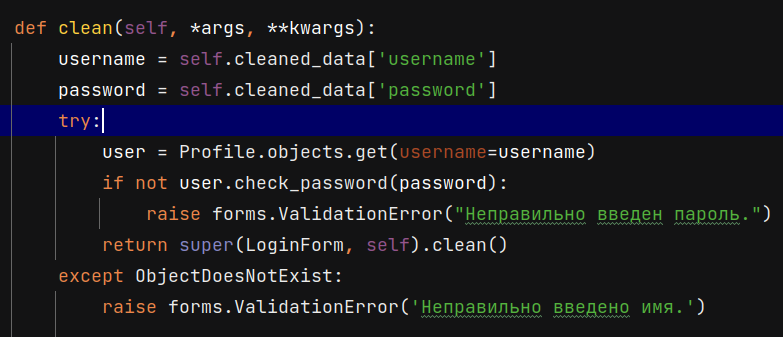 def clean(self, *args, **kwargs):
    username = self.cleaned_data['username']
    password = self.cleaned_data['password']
    try:
        user = Profile.objects.get(username=username)
        if not user.check_password(password):
            raise forms.ValidationError("Неправильно введен пароль.")
        return super(LoginForm, self).clean()
    except ObjectDoesNotExist:
        raise forms.ValidationError('Неправильно введено имя.')